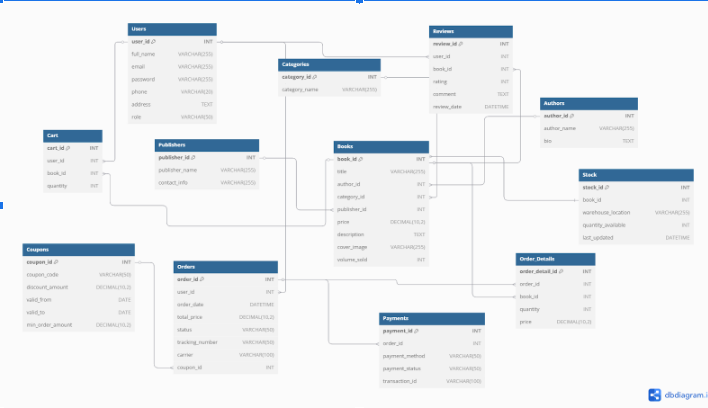 Users
user_id INT
full_name VARCHAR(255)
email VARCHAR(255)
password VARCHAR(255)
phone VARCHAR(20)
address TEXT
role VARCHAR(50)
Reviews
review_id INT
user_id INT
book_id INT
rating INT
comment TEXT
review_date DATETIME
Categories
category_id INT
category_name VARCHAR(255)
Authors
author_id INT
author_name VARCHAR(255)
bio TEXT
Cart
cart_id INT
user_id INT
book_id INT
quantity INT
Publishers
publisher_id INT
publisher_name VARCHAR(255)
contact_info VARCHAR(255)
Books
book_id INT
title VARCHAR(255)
author_id INT
category_id INT
publisher_id INT
price DECIMAL(10,2)
description TEXT
cover_image VARCHAR(255)
volume_sold INT
Stock
stock_id INT
book_id INT
warehouse_location VARCHAR(255)
quantity_available INT
last_updated DATETIME
Coupons
coupon_id INT
coupon_code VARCHAR(50)
discount_amount DECIMAL(10,2)
valid_from DATE
valid_to DATE
min_order_amount DECIMAL(10,2)
Orders
order_id INT
user_id INT
order_date DATETIME
total_price DECIMAL(10,2)
status VARCHAR(50)
tracking_number VARCHAR(50)
carrier VARCHAR(100)
coupon_id INT
Order_Details
order_detail_id INT
order_id INT
book_id INT
quantity INT
price DECIMAL(10,2)
Payments
payment_id INT
order_id INT
payment_method VARCHAR(50)
payment_status VARCHAR(50)
transaction_id VARCHAR(100)
dbdiagram.i